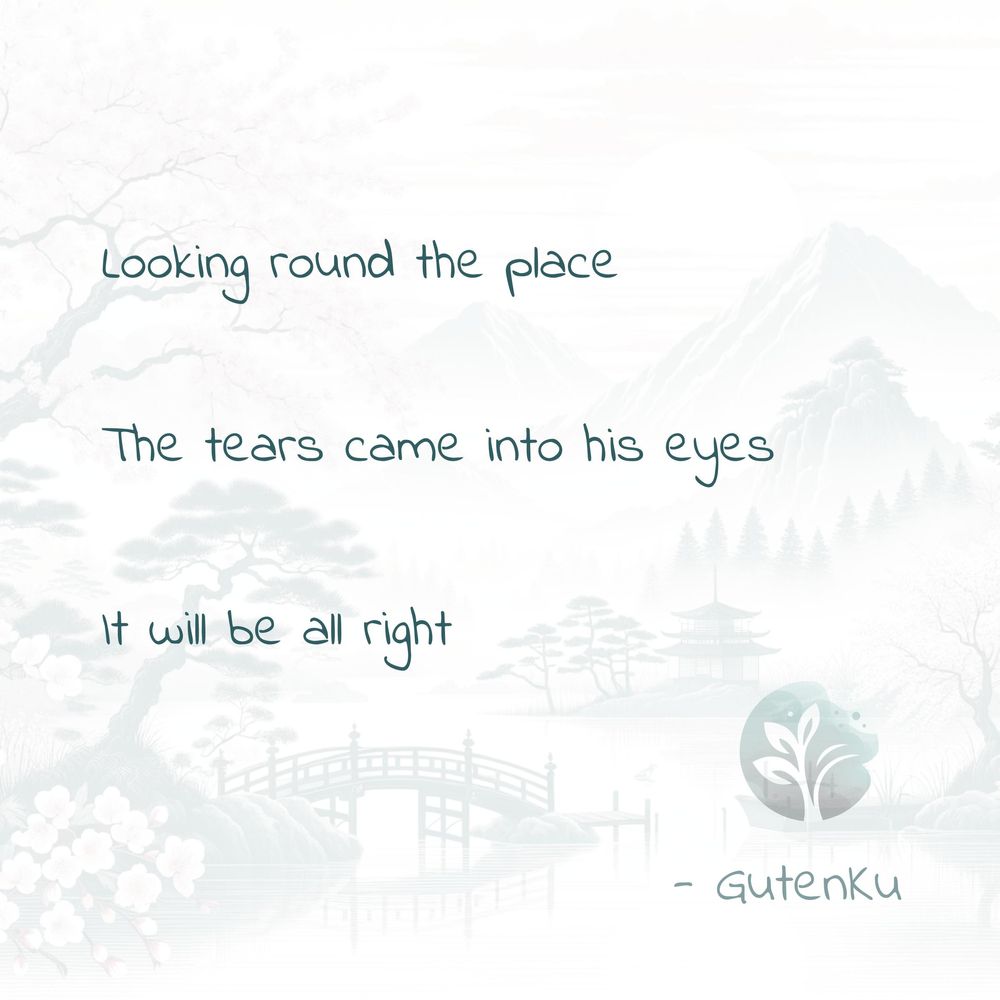 Looking round the place
The tears came into his eyes
It will be all right
- GutenKu